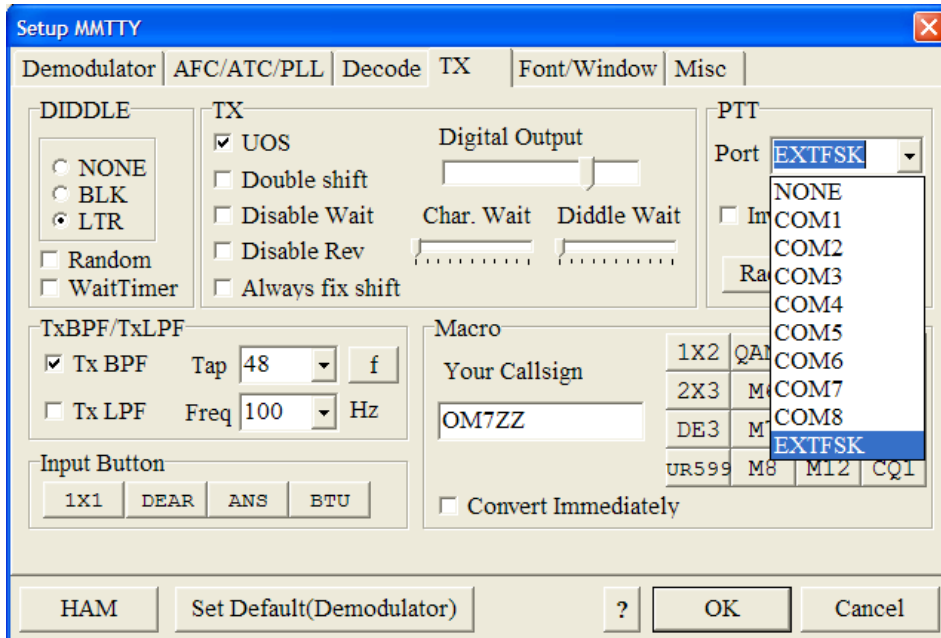 Setup MMTTY
Demodulator AFC/ATC/PLL Decode TX Font/Window Misc
DIDDLE
NONE
BLK
LTR
Random
WaitTimer
TX
UOS
Double shift
Disable Wait
Disable Rev
Always fix shift
Digital Output
Char. Wait Diddle Wait
PTT
Port EXTFSK
NONE
COM1
COM2
COM3
COM4
COM5
COM6
COM7
COM8
EXTFSK
TxBPF/TxLPF
Tx BPF Tap 48 f
Tx LPF Freq 100 Hz
Input Button
1X1 DEAR ANS BTU
Macro
Your Callsign
OM7ZZ
Convert Immediately
1X2
2X3
DE3
UR599 M8 M12 CQ1
HAM Set Default(Demodulator) ? OK Cancel